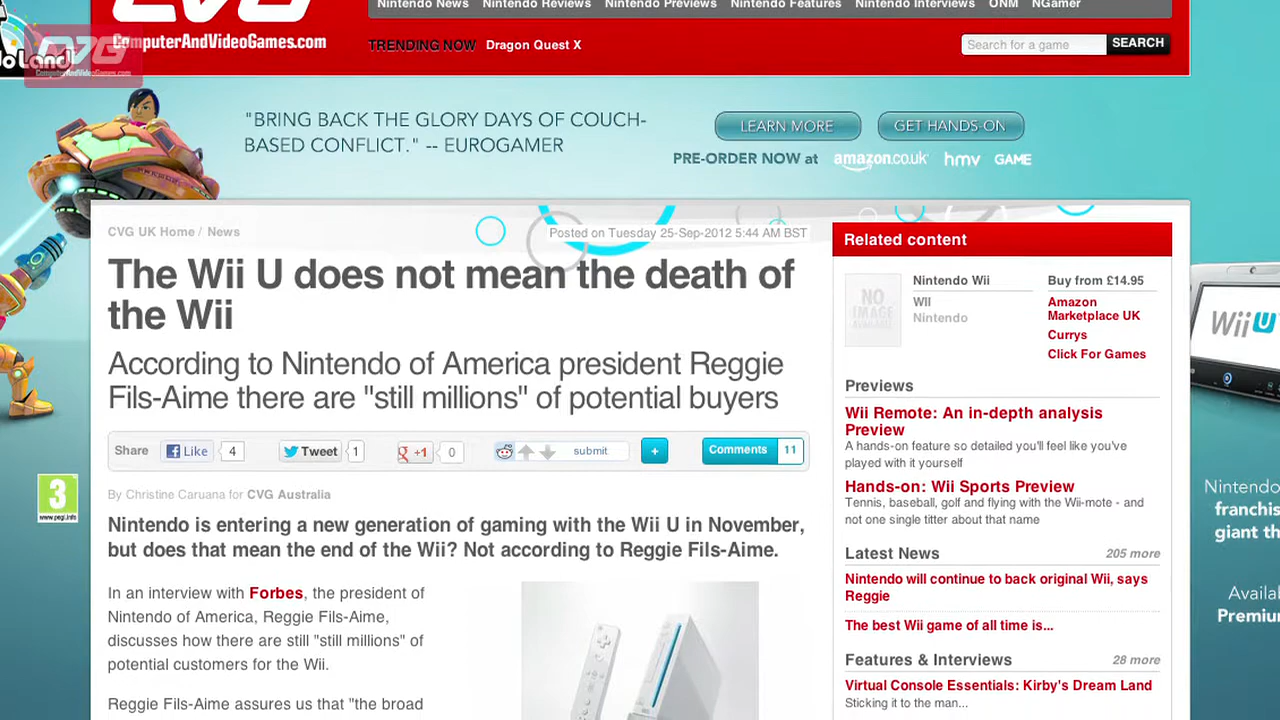 CVG
Nintendo News Nintendo Reviews Nintendo Previews Nintendo Features Nintendo Interviews ONM NGamer
ComputerAndVideoGames.com
TRENDING NOW Dragon Quest X
Search for a game SEARCH
CVG
ComputerAndVideoGames.com
"BRING BACK THE GLORY DAYS OF COUCH-
BASED CONFLICT." -- EUROGAMER
LEARN MORE GET HANDS-ON
PRE-ORDER NOW at amazon.co.uk hmv GAME
CVG UK Home / News
Posted on Tuesday 25-Sep-2012 5:44 AM BST
The Wii U does not mean the death of
the Wii
According to Nintendo of America president Reggie
Fils-Aime there are "still millions" of potential buyers
Share Like 4 Tweet 1 +1 0 submit + Comments 11
3
www.pegi.info
By Christine Caruana for CVG Australia
Nintendo is entering a new generation of gaming with the Wii U in November,
but does that mean the end of the Wii? Not according to Reggie Fils-Aime.
In an interview with Forbes, the president of
Nintendo of America, Reggie Fils-Aime,
discusses how there are still "still millions" of
potential customers for the Wii.
Reggie Fils-Aime assures us that "the broad
Related content
NO
IMAGE
AVAILABLE
Nintendo Wii
WII
Nintendo
Buy from £14.95
Amazon
Marketplace UK
Currys
Click For Games
Previews
Wii Remote: An in-depth analysis
Preview
A hands-on feature so detailed you'll feel like you've
played with it yourself
Hands-on: Wii Sports Preview
Tennis, baseball, golf and flying with the Wii-mote - and
not one single titter about that name
Latest News 205 more
Nintendo will continue to back original Wii, says
Reggie
The best Wii game of all time is...
Features & Interviews 28 more
Virtual Console Essentials: Kirby's Dream Land
Sticking it to the man...
Wii U
Nintendo
franchis
giant th
Availa
Premium